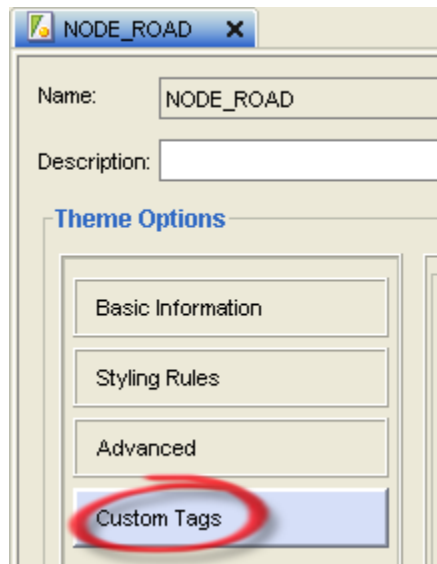 NODE_ROAD
Name: NODE_ROAD
Description:
Theme Options
Basic Information
Styling Rules
Advanced
Custom Tags